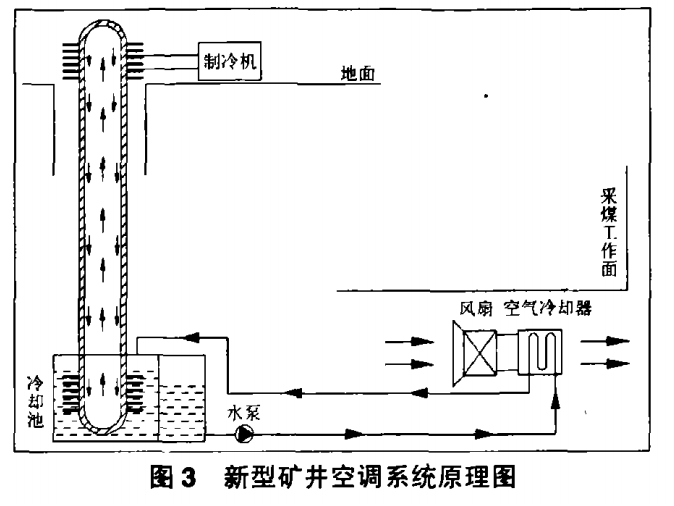 制冷机
地面
采煤工作面
风扇 空气冷却器
冷却池
水泵
图3 新型矿井空调系统原理图